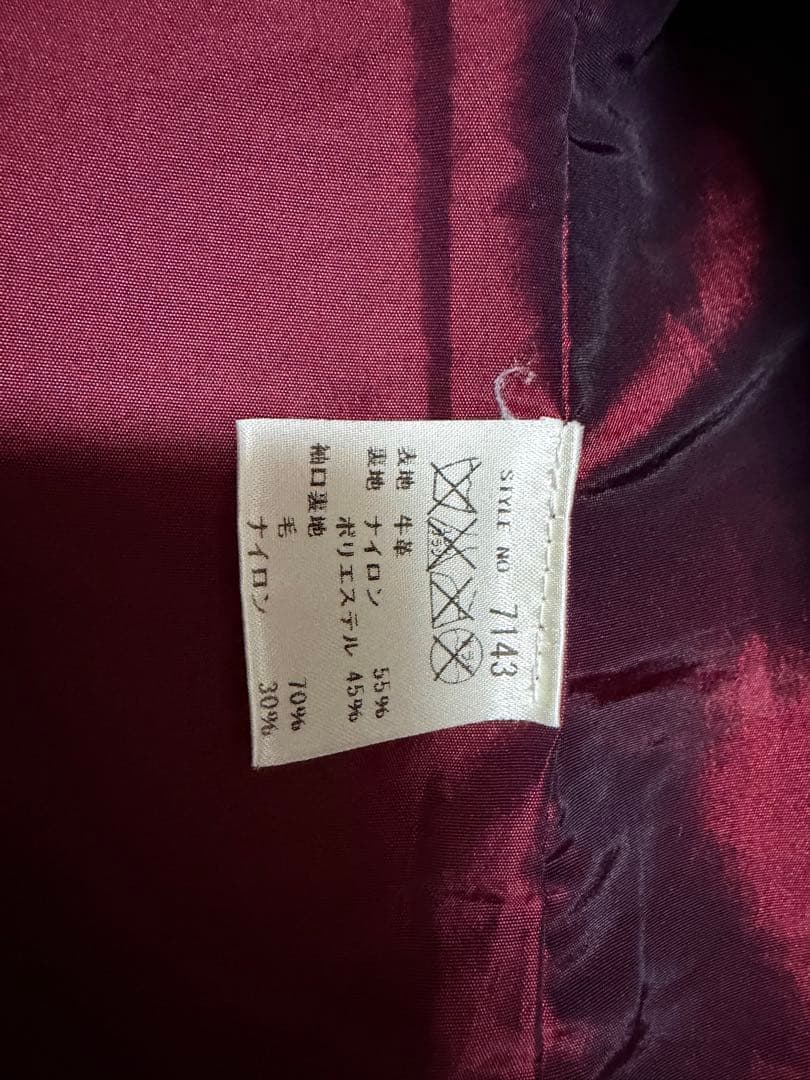 STYLE NO 7143
表地 牛革
裏地 ナイロン 55%
ポリエステル 45%
袖口裏地
毛 70%
ナイロン 30%